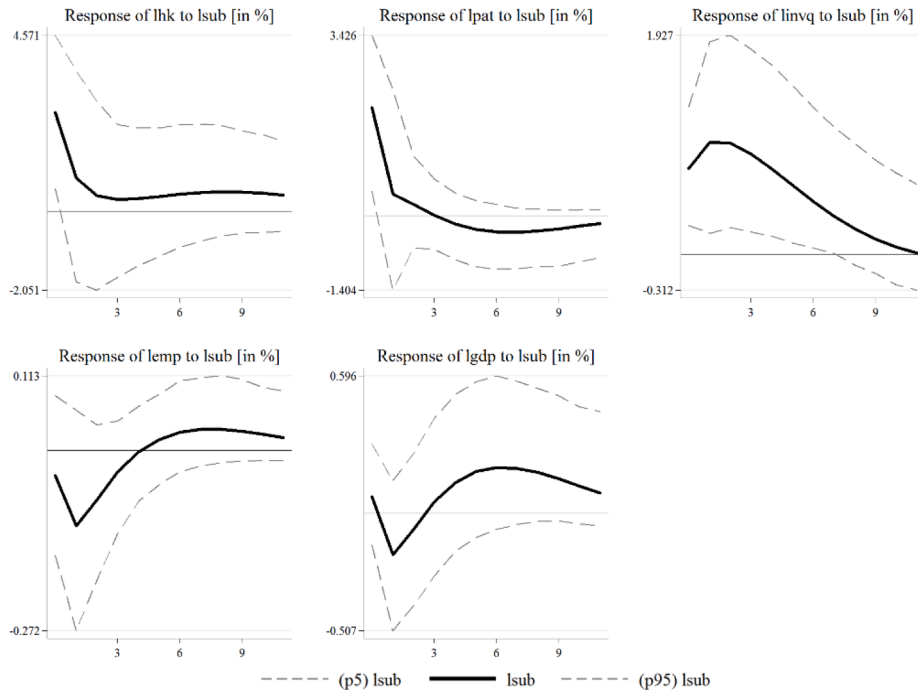 Response of lhk to lsub [in %]
4.571
-2.051
3 6 9
Response of lpat to lsub [in %]
3.426
-1.404
3 6 9
Response of linvq to lsub [in %]
1.927
-0.312
3 6 9
Response of lemp to lsub [in %]
0.113
-0.272
3 6 9
Response of lgdp to lsub [in %]
0.596
-0.507
3 6 9
(p5) lsub lsub (p95) lsub